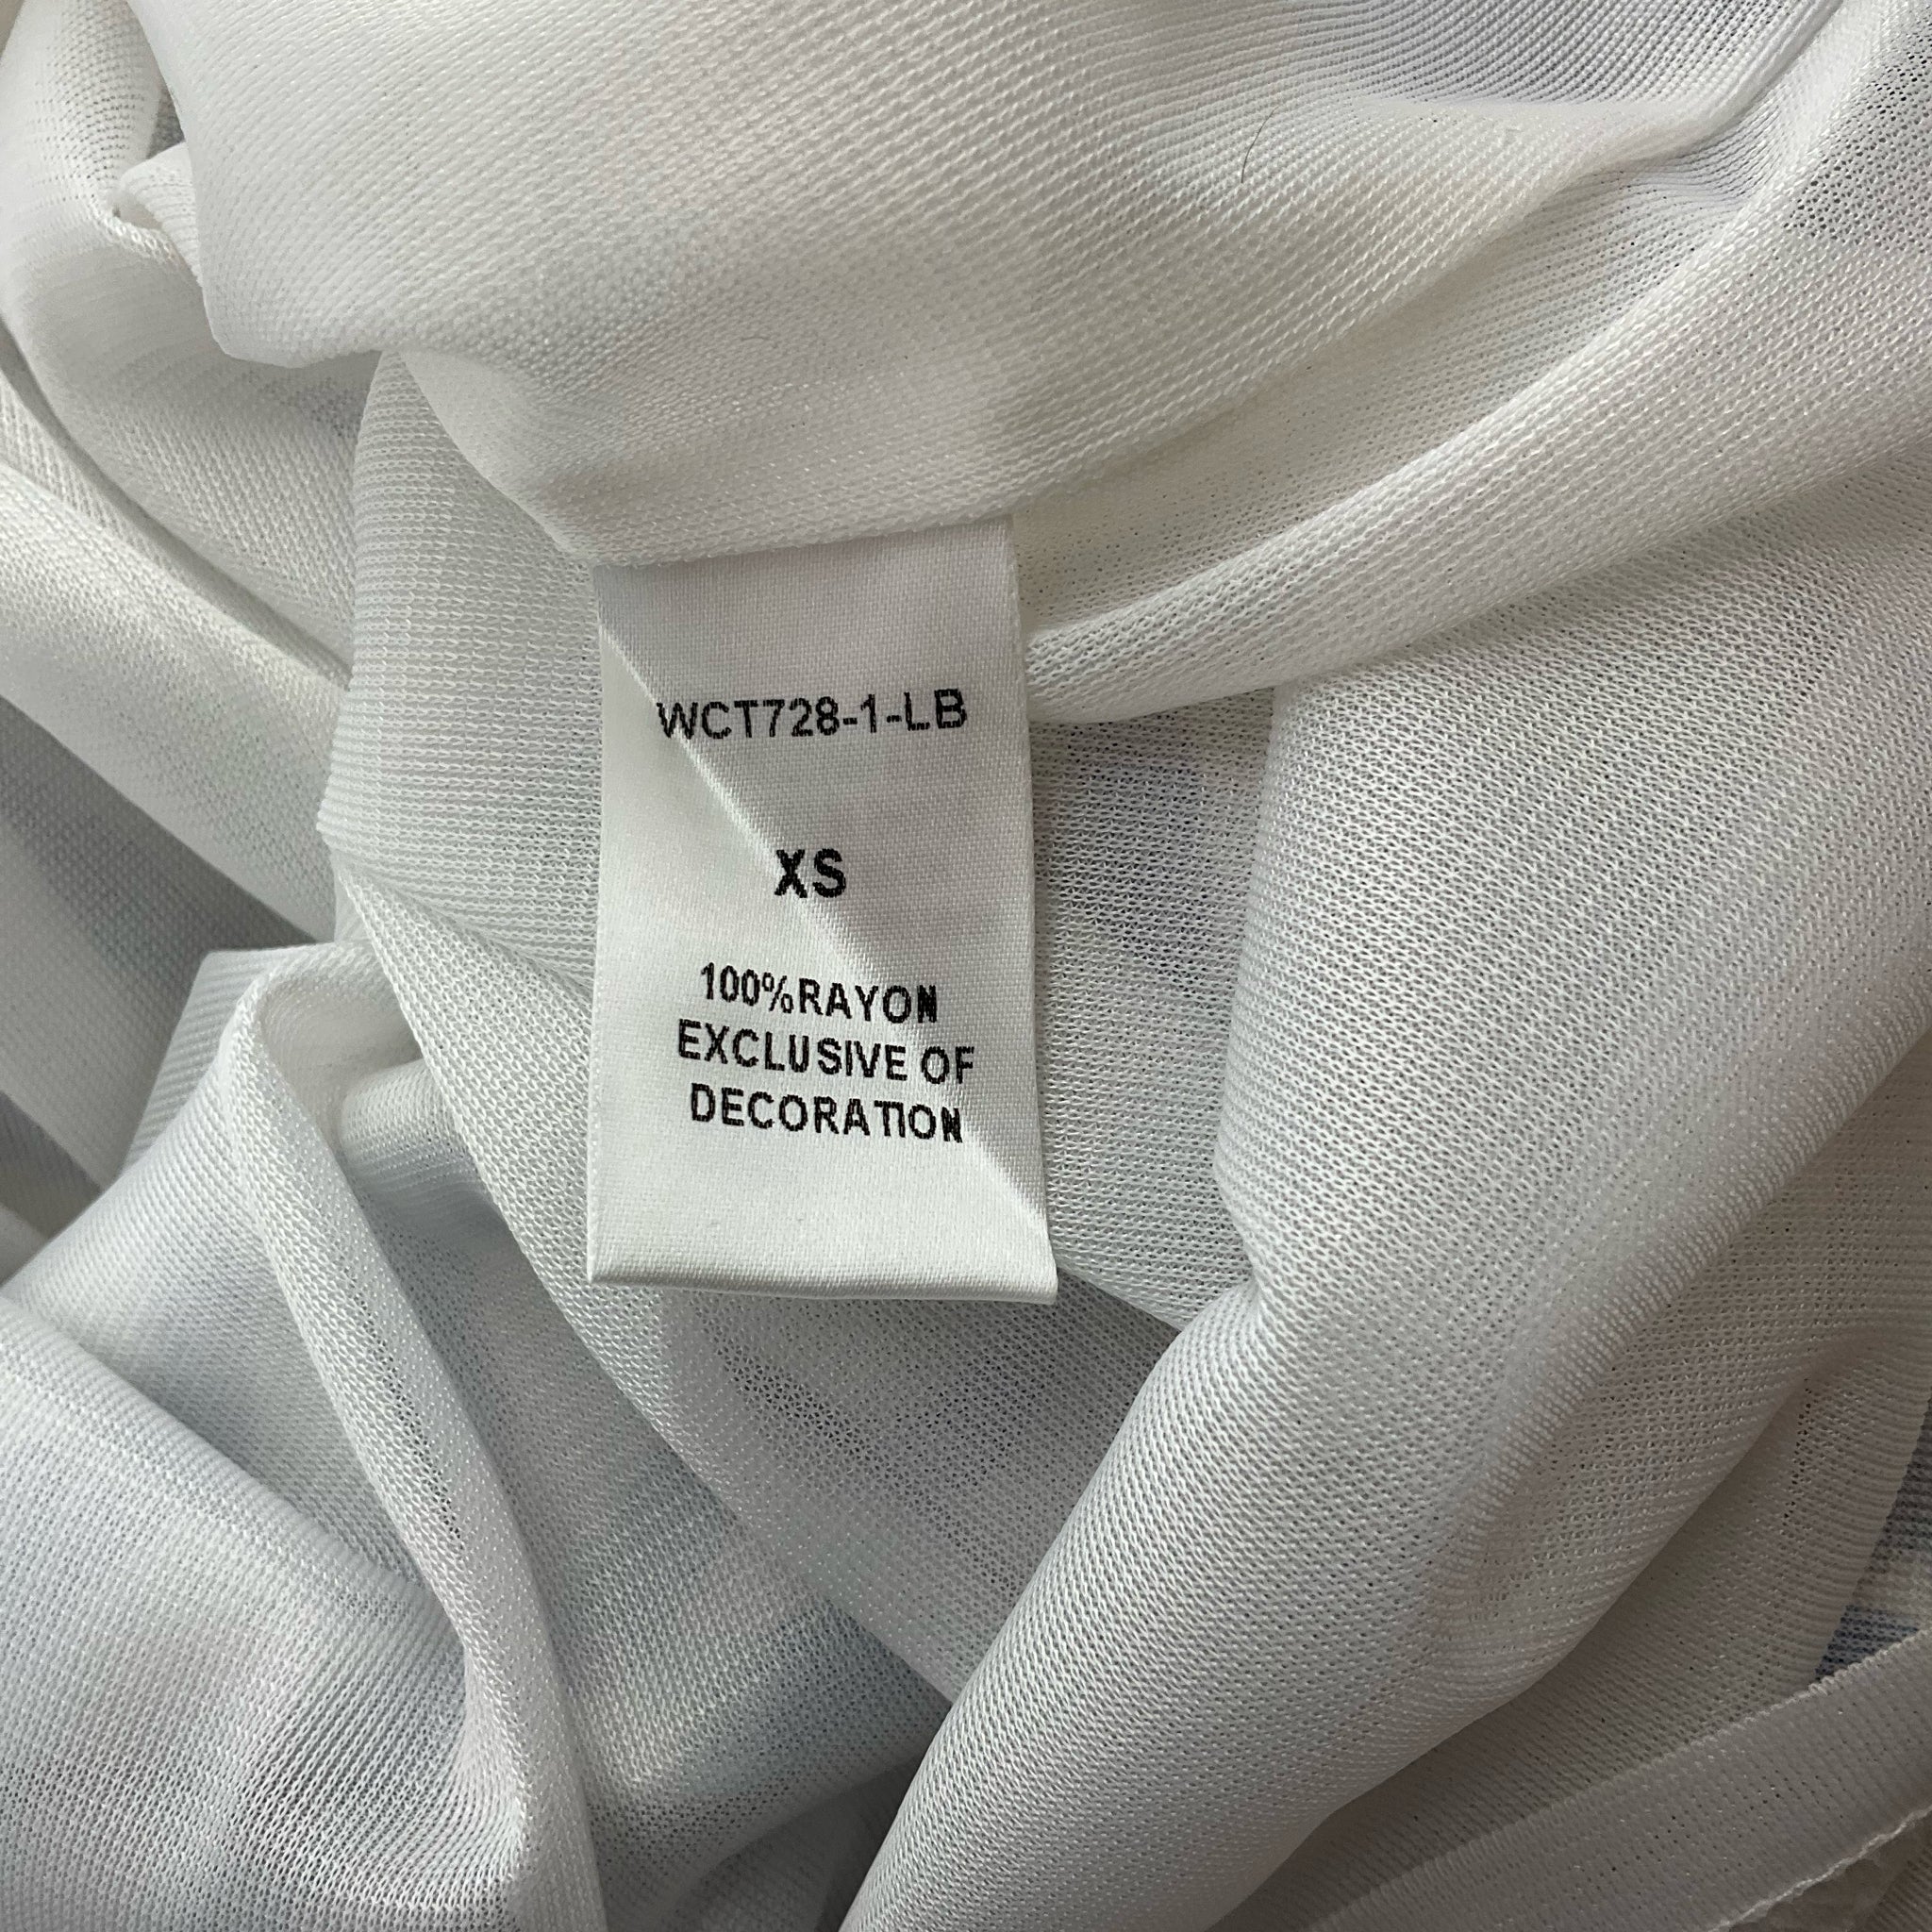 WCT728-1-LB
XS
100%RAYON
EXCLUSIVE OF
DECORATION